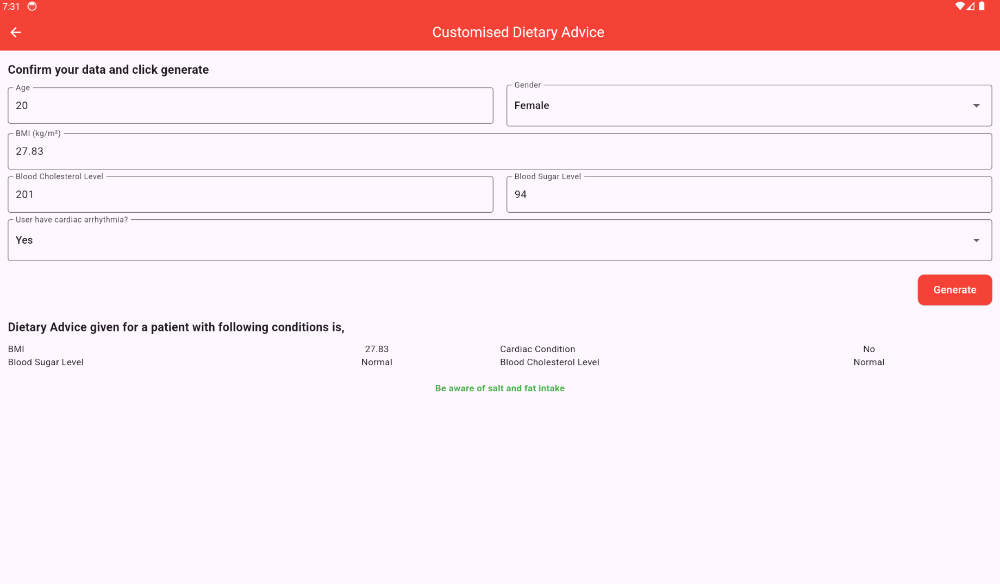 7:31
Customised Dietary Advice
Confirm your data and click generate
Age
20
Gender
Female
BMI (kg/m²)
27.83
Blood Cholesterol Level
201
Blood Sugar Level
94
User have cardiac arrhythmia?
Yes
Generate
Dietary Advice given for a patient with following conditions is,
BMI 27.83 Cardiac Condition No
Blood Sugar Level Normal Blood Cholesterol Level Normal
Be aware of salt and fat intake